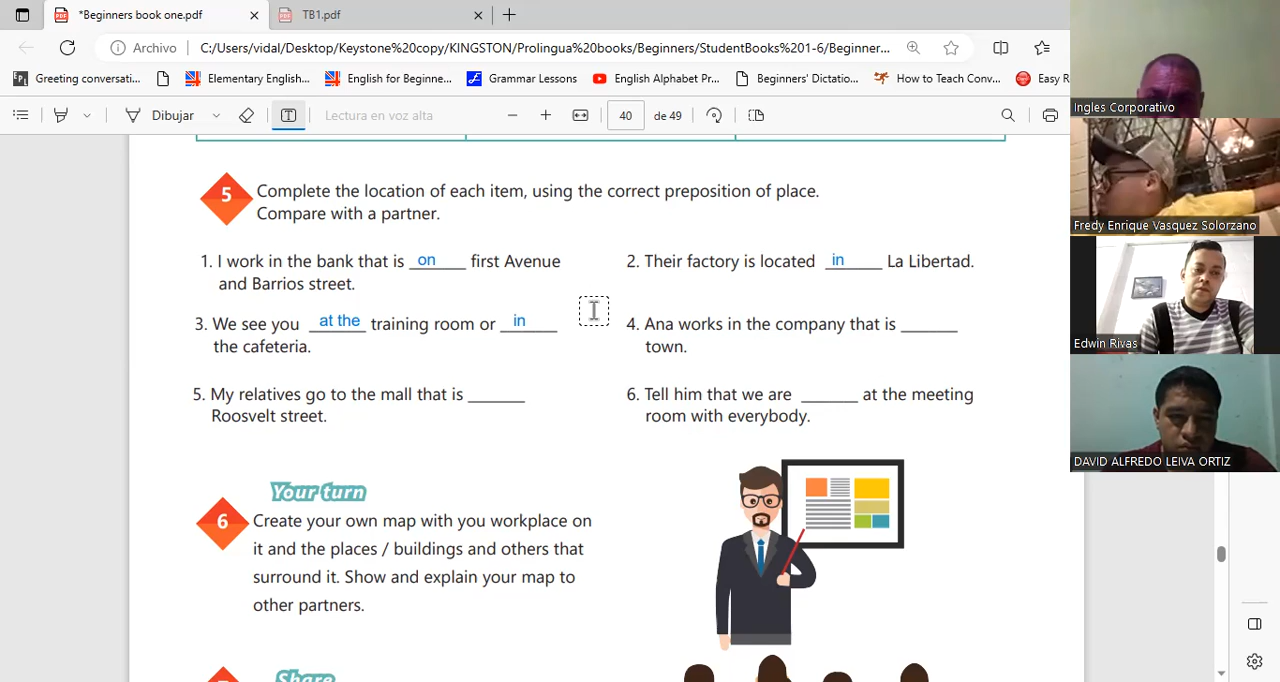 *Beginners book one.pdf
TB1.pdf
Archivo
C:/Users/vidal/Desktop/Keystone%20copy/KINGSTON/Prolingua%20books/Beginners/StudentBooks%201-6/Beginner...
Greeting conversati...
Elementary English...
English for Beginne...
Grammar Lessons
English Alphabet Pr...
Beginners' Dictatio...
How to Teach Conv...
Easy R
Dibujar
Lectura en voz alta
40
de 49
5
Complete the location of each item, using the correct preposition of place.
Compare with a partner.
1. I work in the bank that is on first Avenue
and Barrios street.
2. Their factory is located in La Libertad.
3. We see you at the training room or in
the cafeteria.
4. Ana works in the company that is ______
town.
5. My relatives go to the mall that is ______
Roosvelt street.
6. Tell him that we are ______ at the meeting
room with everybody.
Your turn
6
Create your own map with you workplace on
it and the places / buildings and others that
surround it. Show and explain your map to
other partners.
Share
Ingles Corporativo
Fredy Enrique Vasquez Solorzano
Edwin Rivas
DAVID ALFREDO LEIVA ORTIZ